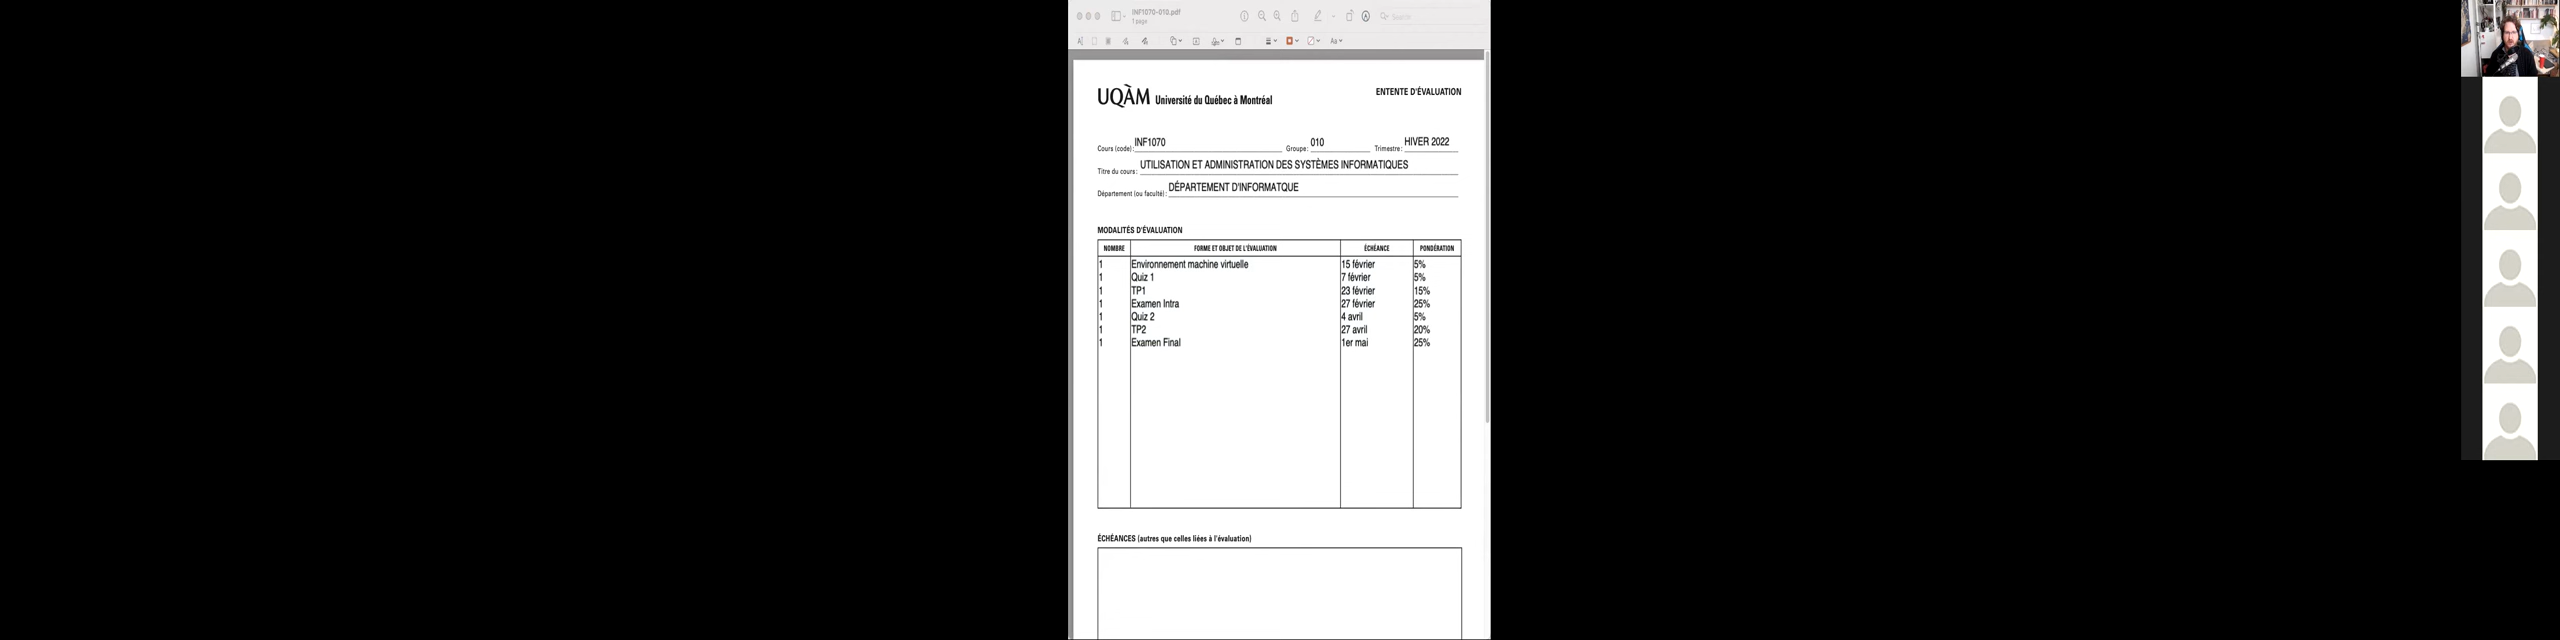 INF1070-010.pdf
1 page
Search
Aa
UQÀM Université du Québec à Montréal
ENTENTE D'ÉVALUATION
Cours (code): INF1070 Groupe: 010 Trimestre: HIVER 2022
Titre du cours: UTILISATION ET ADMINISTRATION DES SYSTÈMES INFORMATIQUES
Département (ou faculté): DÉPARTEMENT D'INFORMATQUE
MODALITÉS D'ÉVALUATION
NOMBRE FORME ET OBJET DE L'ÉVALUATION ÉCHÉANCE PONDÉRATION
1 Environnement machine virtuelle 15 février 5%
1 Quiz 1 7 février 5%
1 TP1 23 février 15%
1 Examen Intra 27 février 25%
1 Quiz 2 4 avril 5%
1 TP2 27 avril 20%
1 Examen Final 1er mai 25%
ÉCHÉANCES (autres que celles liées à l'évaluation)